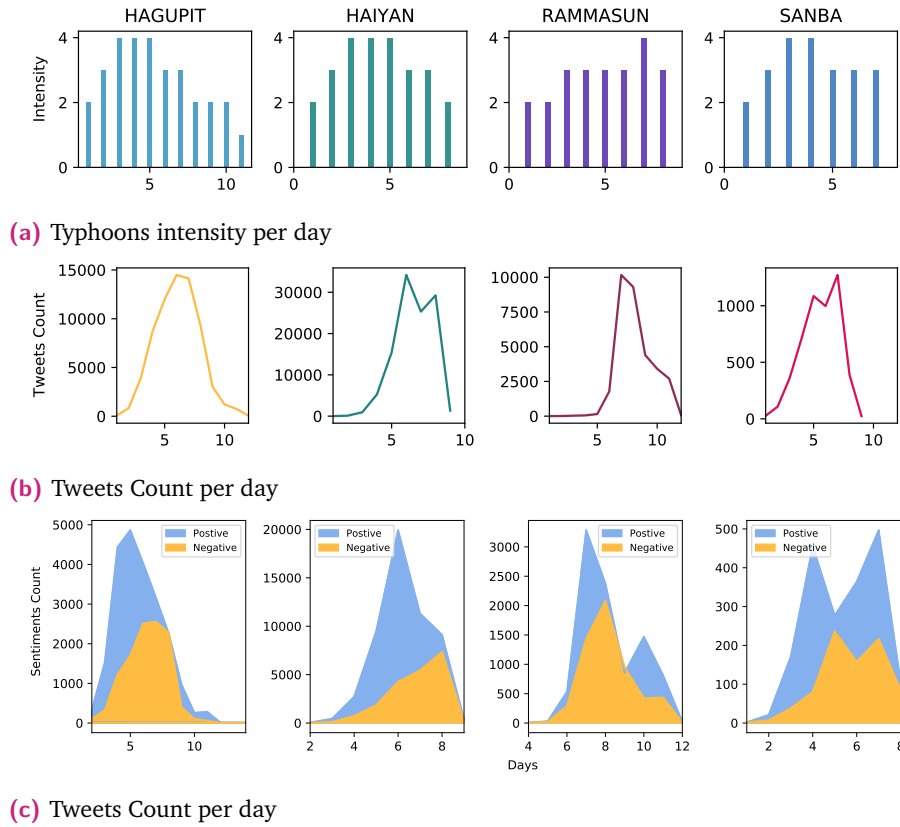 HAGUPIT HAIYAN RAMMASUN SANBA
Intensity
4 2 0 5 10
4 2 0 0 5
4 2 0 0 5
4 2 0 0 5
(a) Typhoons intensity per day
Tweets Count
15000 10000 5000 0 5 10
30000 20000 10000 0 5 10
10000 7500 5000 2500 0 5 10
1000 500 0 5 10
(b) Tweets Count per day
Sentiments Count
5000 4000 3000 2000 1000 0 5 10
Postive
Negative
20000 15000 10000 5000 0 2 4 6 8
Postive
Negative
3000 2500 2000 1500 1000 500 0 4 6 8 10 12
Postive
Negative
500 400 300 200 100 0 2 4 6 8
Postive
Negative
Days
(c) Tweets Count per day